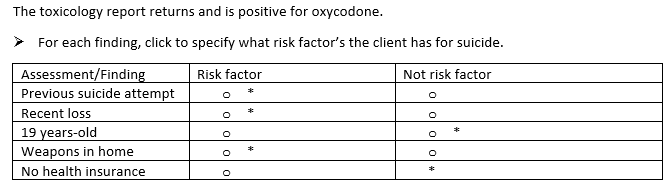 The toxicology report returns and is positive for oxycodone.
➢ For each finding, click to specify what risk factor's the client has for suicide.
Assessment/Finding Risk factor Not risk factor
Previous suicide attempt o * o
Recent loss o * o
19 years-old o o *
Weapons in home o * o
No health insurance o *